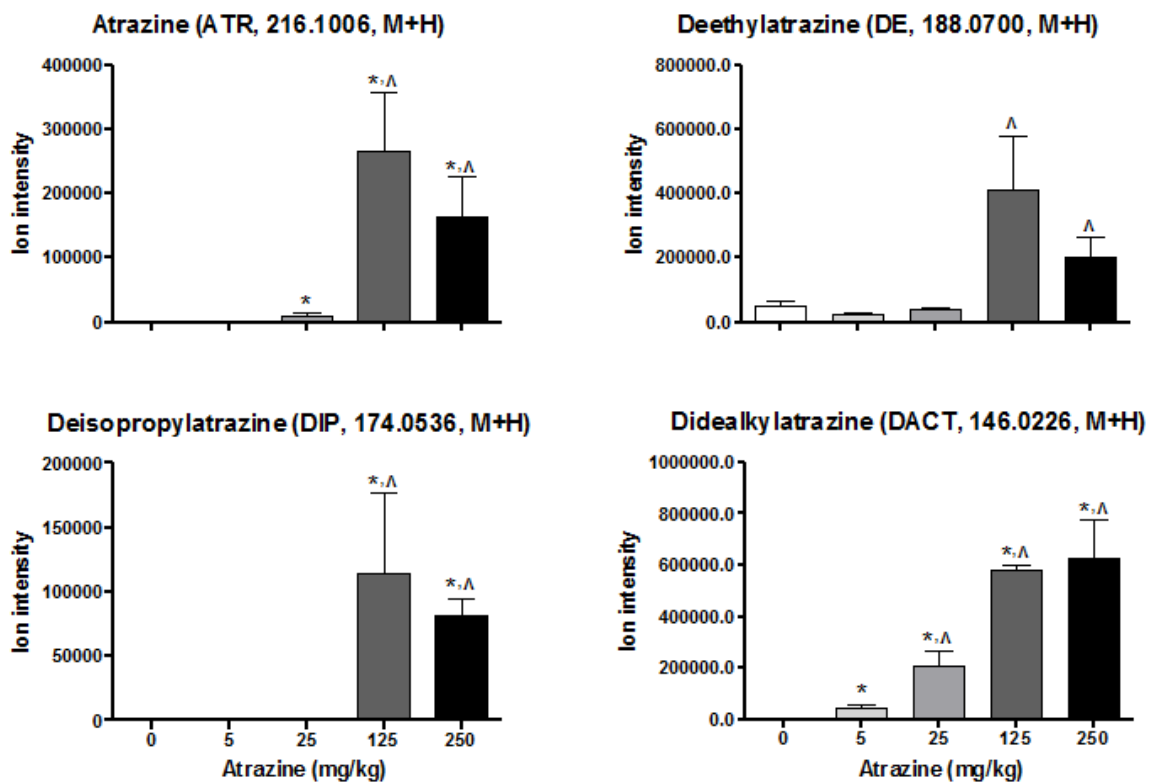 Atrazine (ATR, 216.1006, M+H)
400000
300000
200000
100000
0
Ion intensity
*
*,^
*,^
Deethylatrazine (DE, 188.0700, M+H)
800000.0
600000.0
400000.0
200000.0
0.0
Ion intensity
^
^
Deisopropylatrazine (DIP, 174.0536, M+H)
200000
150000
100000
50000
0
Ion intensity
*,^
*,^
0 5 25 125 250
Atrazine (mg/kg)
Didealkylatrazine (DACT, 146.0226, M+H)
1000000.0
800000.0
600000.0
400000.0
200000.0
0.0
Ion intensity
*
*,^
*,^
*,^
0 5 25 125 250
Atrazine (mg/kg)